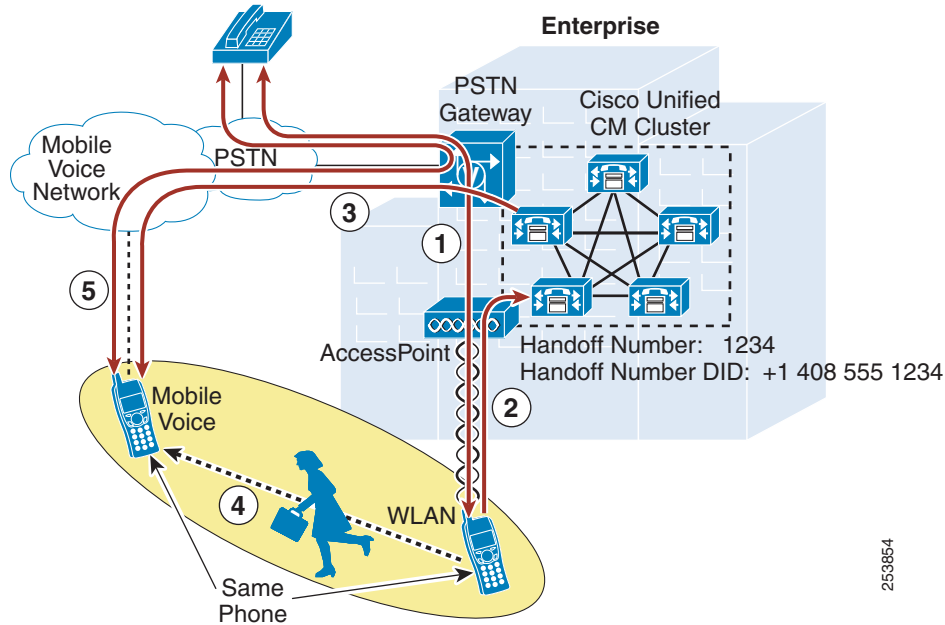 Enterprise
PSTN
Gateway
Cisco Unified
CM Cluster
Mobile
Voice
Network
PSTN
3
1
5
AccessPoint
Handoff Number: 1234
Handoff Number DID: +1 408 555 1234
2
Mobile
Voice
4
WLAN
Same
Phone
253854